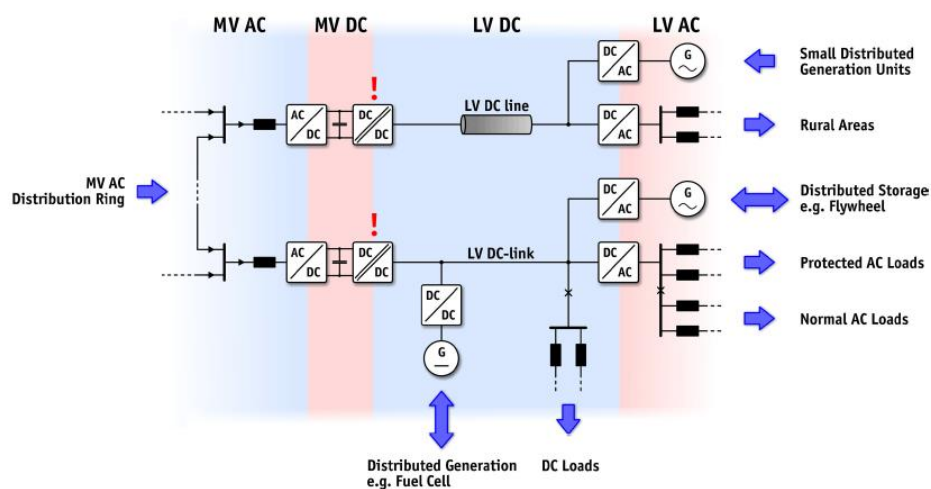 MV AC
MV DC
LV DC
LV AC
DC
AC
G
Small Distributed
Generation Units
!
LV DC line
AC
DC
DC
DC
DC
AC
Rural Areas
MV AC
Distribution Ring
DC
AC
G
Distributed Storage
e.g. Flywheel
!
LV DC-link
AC
DC
DC
DC
DC
AC
Protected AC Loads
DC
DC
Normal AC Loads
G
Distributed Generation
e.g. Fuel Cell
DC Loads